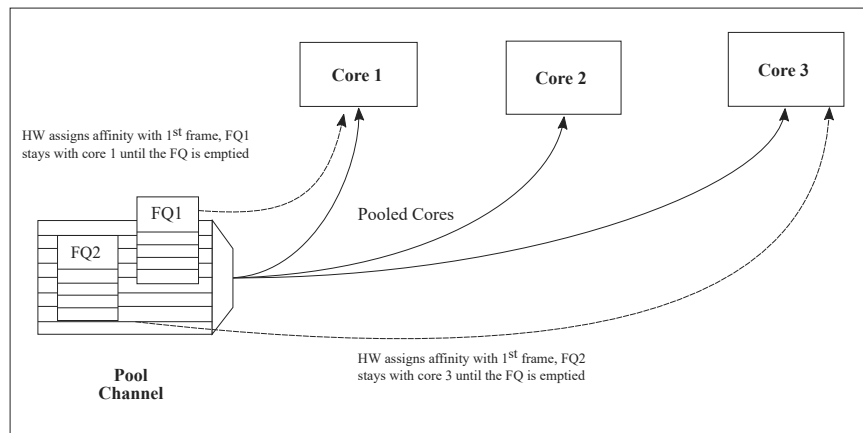 Core 1
Core 2
Core 3
HW assigns affinity with 1st frame, FQ1
stays with core 1 until the FQ is emptied
FQ1
Pooled Cores
FQ2
HW assigns affinity with 1st frame, FQ2
stays with core 3 until the FQ is emptied
Pool
Channel